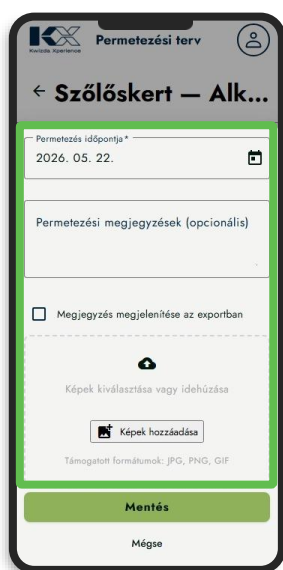 KX
Kwizda Xperience
Permetezési terv
← Szőlőskert — Alk...
Permetezés időpontja*
2026. 05. 22.
Permetezési megjegyzések (opcionális)
Megjegyzés megjelenítése az exportban
Képek kiválasztása vagy idehúzása
Képek hozzáadása
Támogatott formátumok: JPG, PNG, GIF
Mentés
Mégse